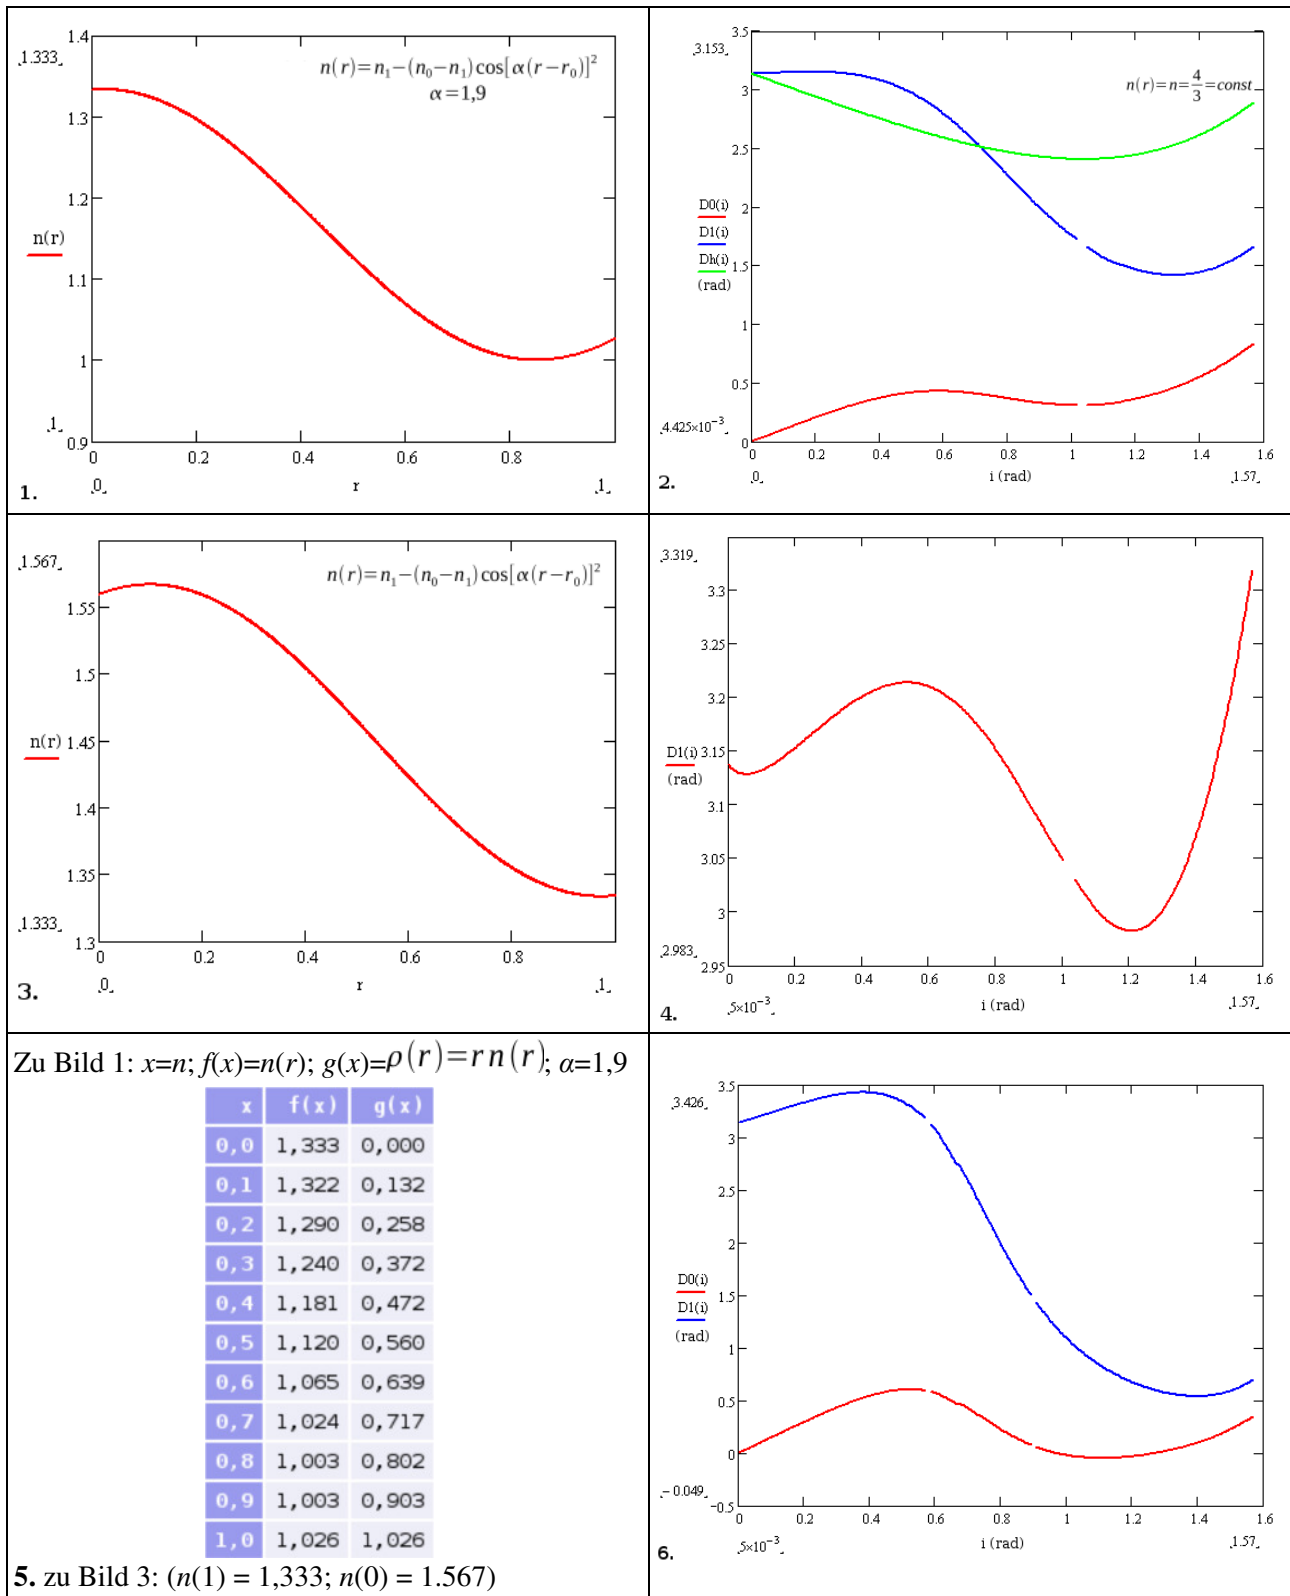 1.4
1.333
n(r)=n₁−(n₀−n₁)cos[α(r−r₀)]²
α=1,9
1.3
1.2
n(r)
1.1
1
1
0.9
0 0.2 0.4 0.6 0.8 1
0 r 1
1.
3.5
3.153
n(r)=n=4/3=const
3
2.5
2
D0(i)
D1(i)
Dh(i)
(rad)
1.5
1
0.5
4.425×10⁻³
0
0 0.2 0.4 0.6 0.8 1 1.2 1.4 1.6
0 i (rad) 1.57
2.
1.567
n(r)=n₁−(n₀−n₁)cos[α(r−r₀)]²
1.55
1.5
n(r) 1.45
1.4
1.35
1.333
1.3
0 0.2 0.4 0.6 0.8 1
0 r 1
3.
3.319
3.3
3.25
3.2
D1(i) 3.15
(rad)
3.1
3.05
3
2.983
2.95
0 0.2 0.4 0.6 0.8 1 1.2 1.4 1.6
5×10⁻³ i (rad) 1.57
4.
Zu Bild 1: x=n; f(x)=n(r); g(x)=ρ(r)=r n(r); α=1,9
x f(x) g(x)
0,0 1,333 0,000
0,1 1,322 0,132
0,2 1,290 0,258
0,3 1,240 0,372
0,4 1,181 0,472
0,5 1,120 0,560
0,6 1,065 0,639
0,7 1,024 0,717
0,8 1,003 0,802
0,9 1,003 0,903
1,0 1,026 1,026
5. zu Bild 3: (n(1) = 1,333; n(0) = 1.567)
3.5
3.426
3
2.5
2
D0(i)
D1(i)
(rad)
1.5
1
0.5
0
−0.049
−0.5
0 0.2 0.4 0.6 0.8 1 1.2 1.4 1.6
5×10⁻³ i (rad) 1.57
6.